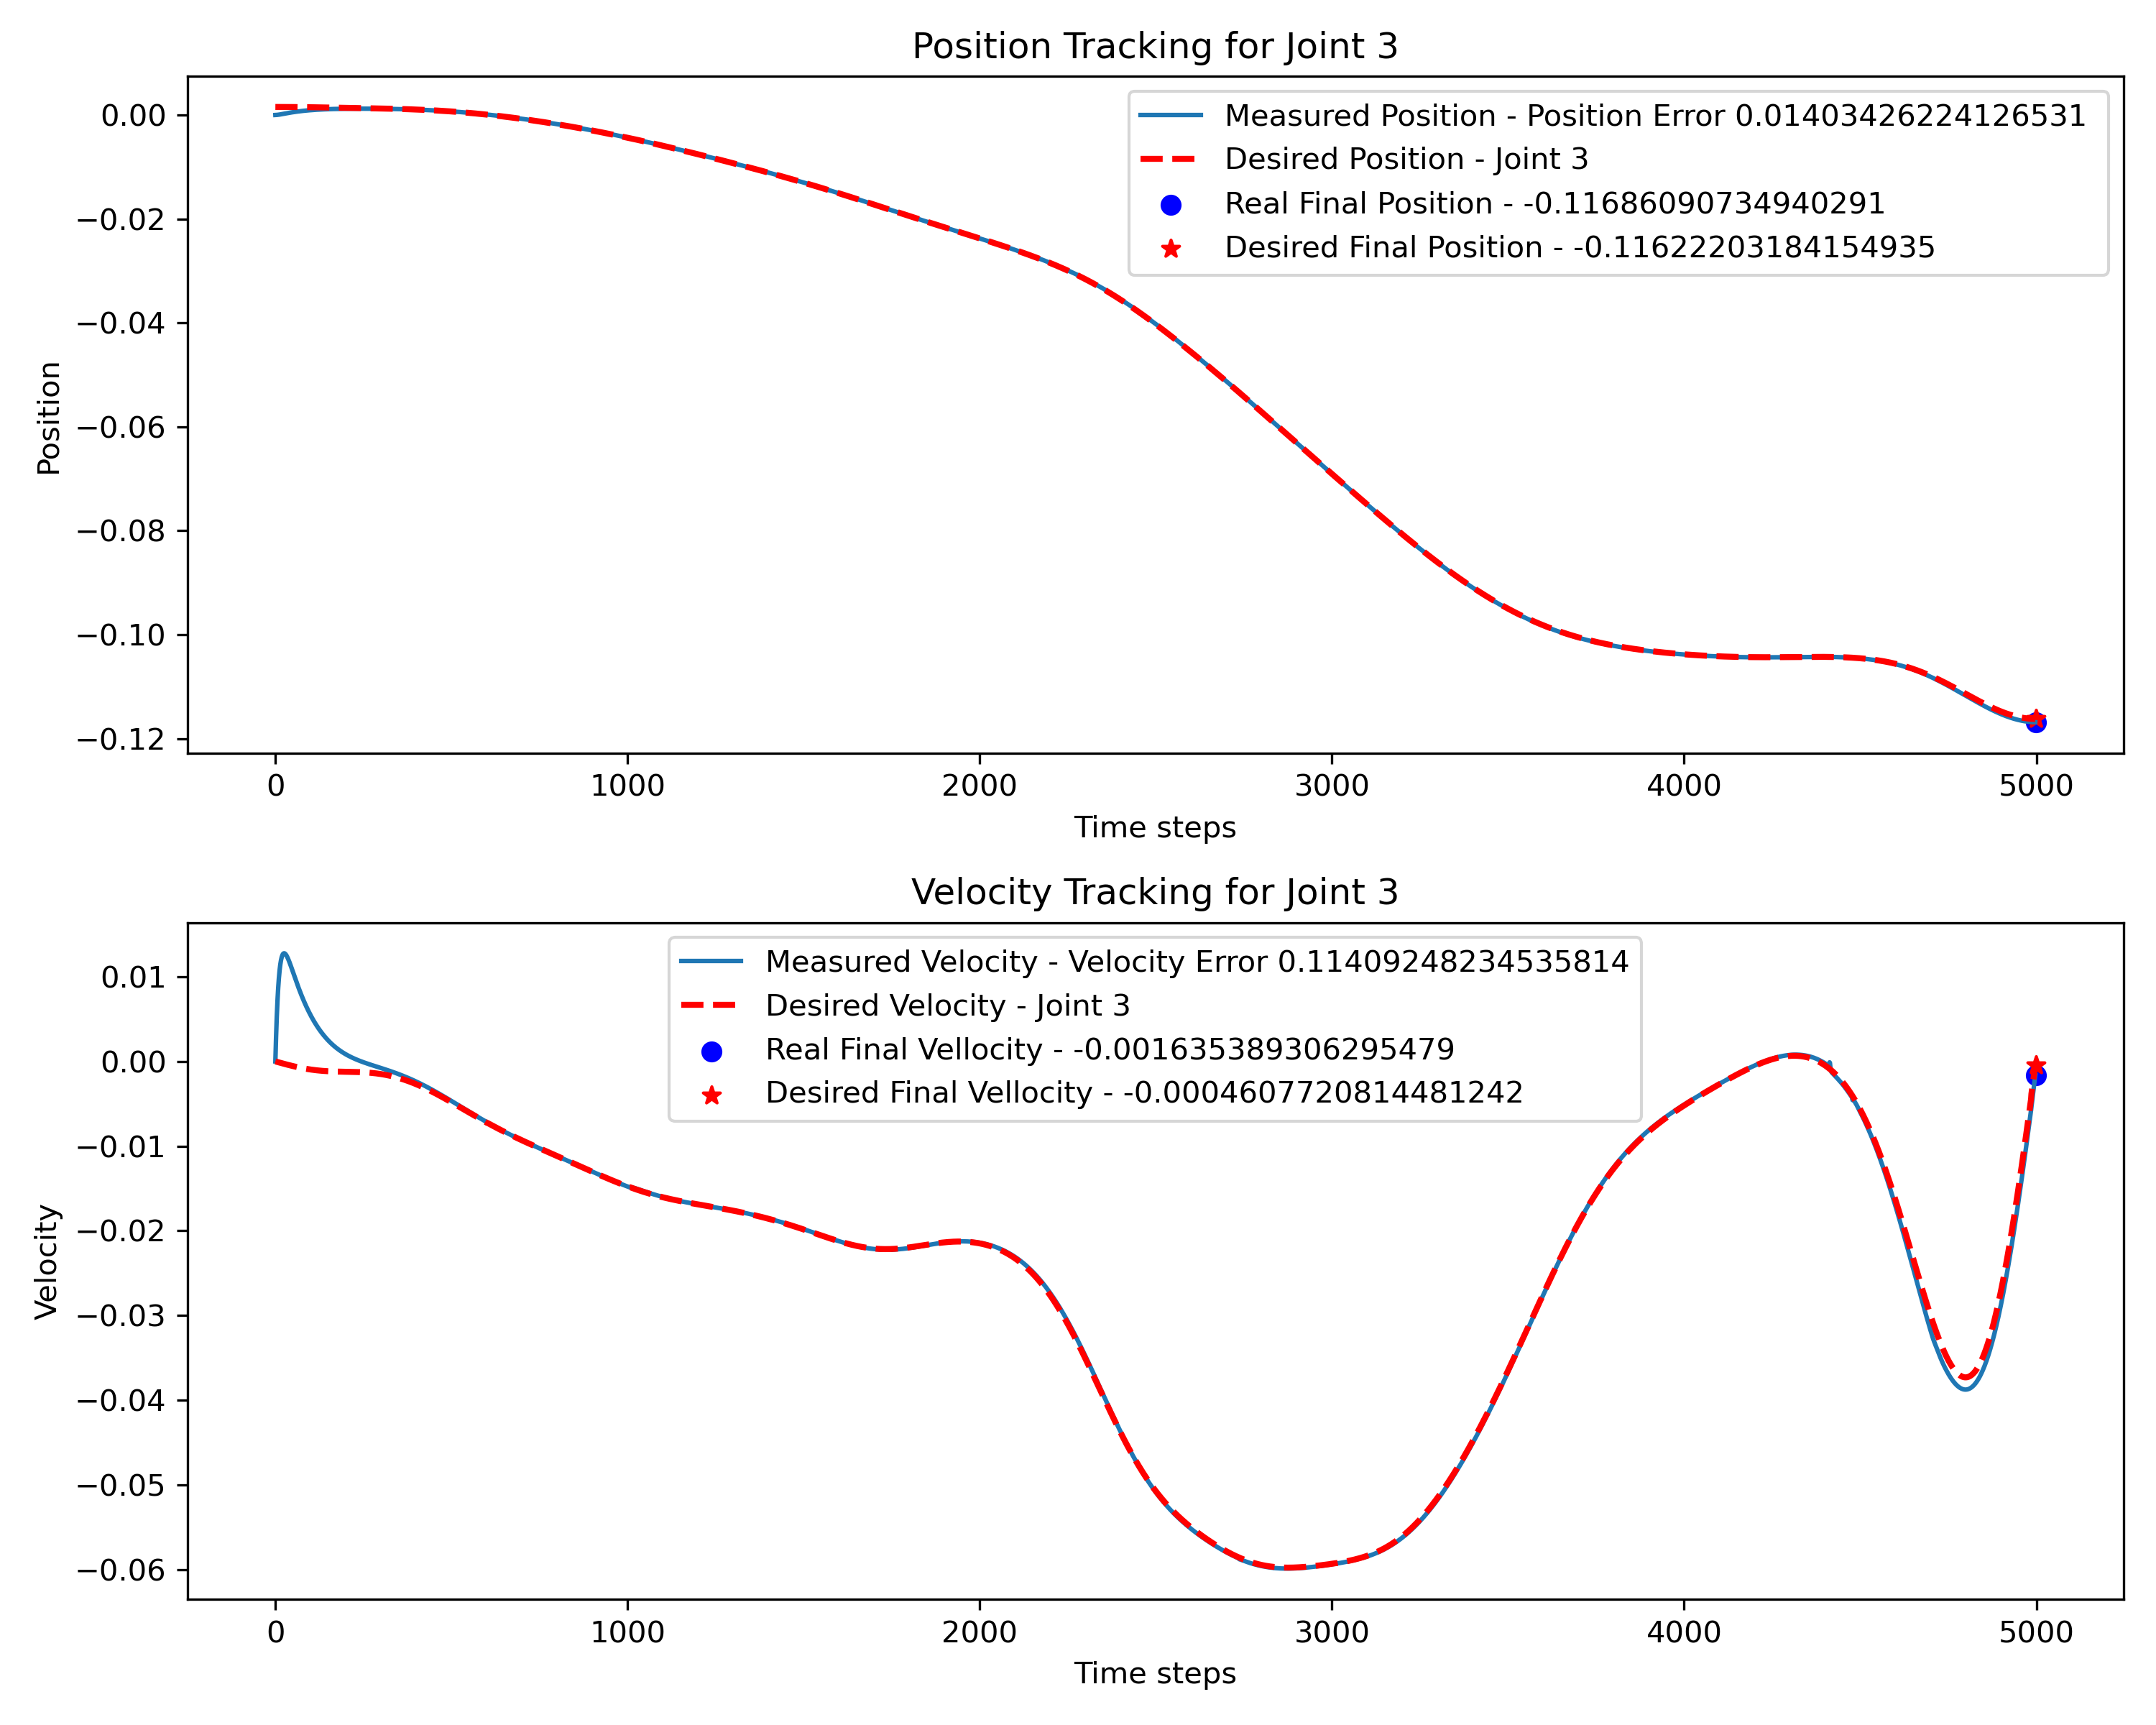 Position Tracking for Joint 3
0.00
−0.02
−0.04
−0.06
−0.08
−0.10
−0.12
Position
Measured Position - Position Error 0.01403426224126531
Desired Position - Joint 3
Real Final Position - -0.11686090734940291
Desired Final Position - -0.11622203184154935
0 1000 2000 3000 4000 5000
Time steps
Velocity Tracking for Joint 3
0.01
0.00
−0.01
−0.02
−0.03
−0.04
−0.05
−0.06
Velocity
Measured Velocity - Velocity Error 0.11409248234535814
Desired Velocity - Joint 3
Real Final Vellocity - -0.001635389306295479
Desired Final Vellocity - -0.0004607720814481242
0 1000 2000 3000 4000 5000
Time steps